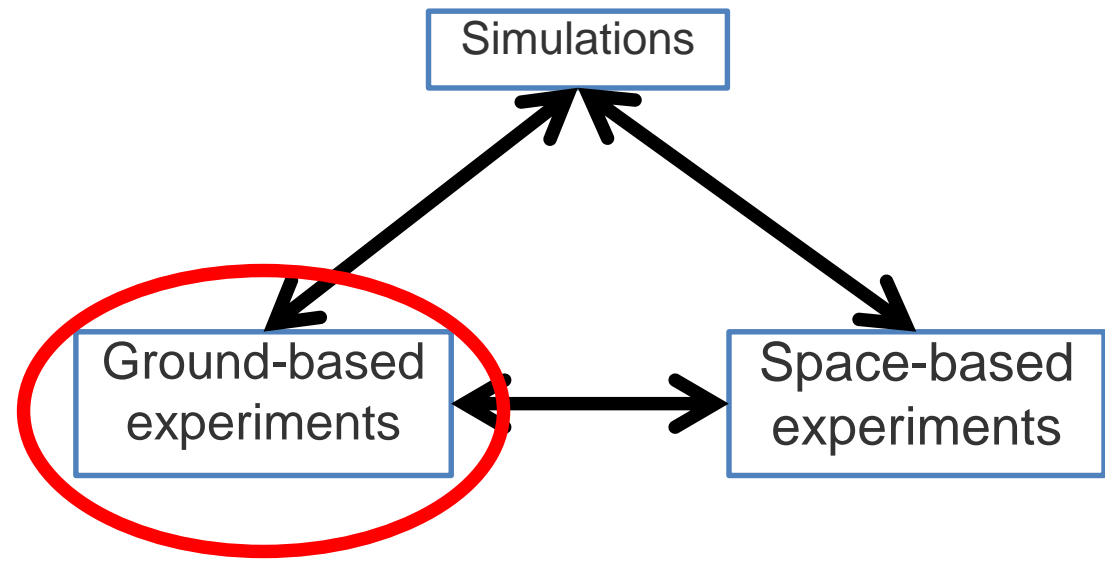 Simulations
Ground-based
experiments
Space-based
experiments